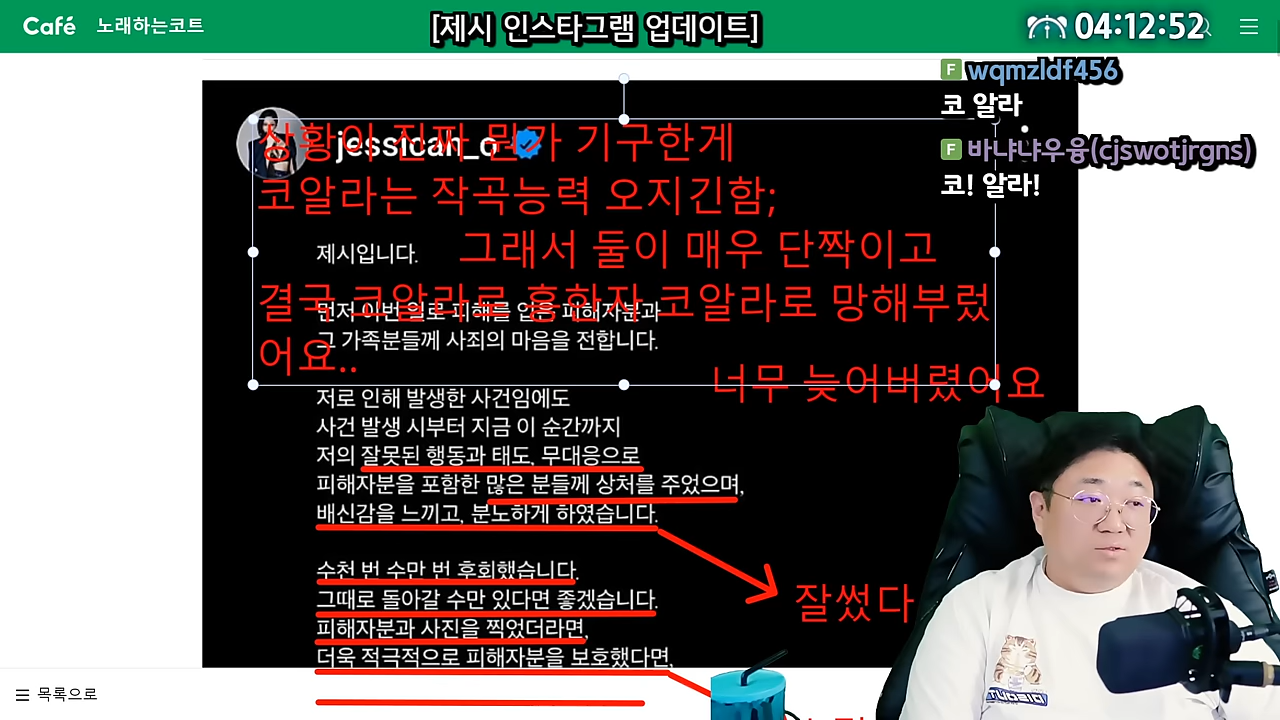 Café 노래하는코트
[제시 인스타그램 업데이트]
04:12:52
F wqmzldf456
코 알라
F 바냐냐우융(cjswotjrgns)
코! 알라!
jessicah_o
상황이 진짜 뭔가 기구한게
코알라는 작곡능력 오지긴함;
그래서 둘이 매우 단짝이고
결국 코알라로 흥한자 코알라로 망해부렀
어요..
너무 늦어버렸어요
제시입니다.
먼저 이번 일로 피해를 입은 피해자분과
그 가족분들께 사죄의 마음을 전합니다.
저로 인해 발생한 사건임에도
사건 발생 시부터 지금 이 순간까지
저의 잘못된 행동과 태도, 무대응으로
피해자분을 포함한 많은 분들께 상처를 주었으며,
배신감을 느끼고, 분노하게 하였습니다.
수천 번 수만 번 후회했습니다.
그때로 돌아갈 수만 있다면 좋겠습니다.
잘썼다
피해자분과 사진을 찍었더라면,
더욱 적극적으로 피해자분을 보호했다면,
목록으로